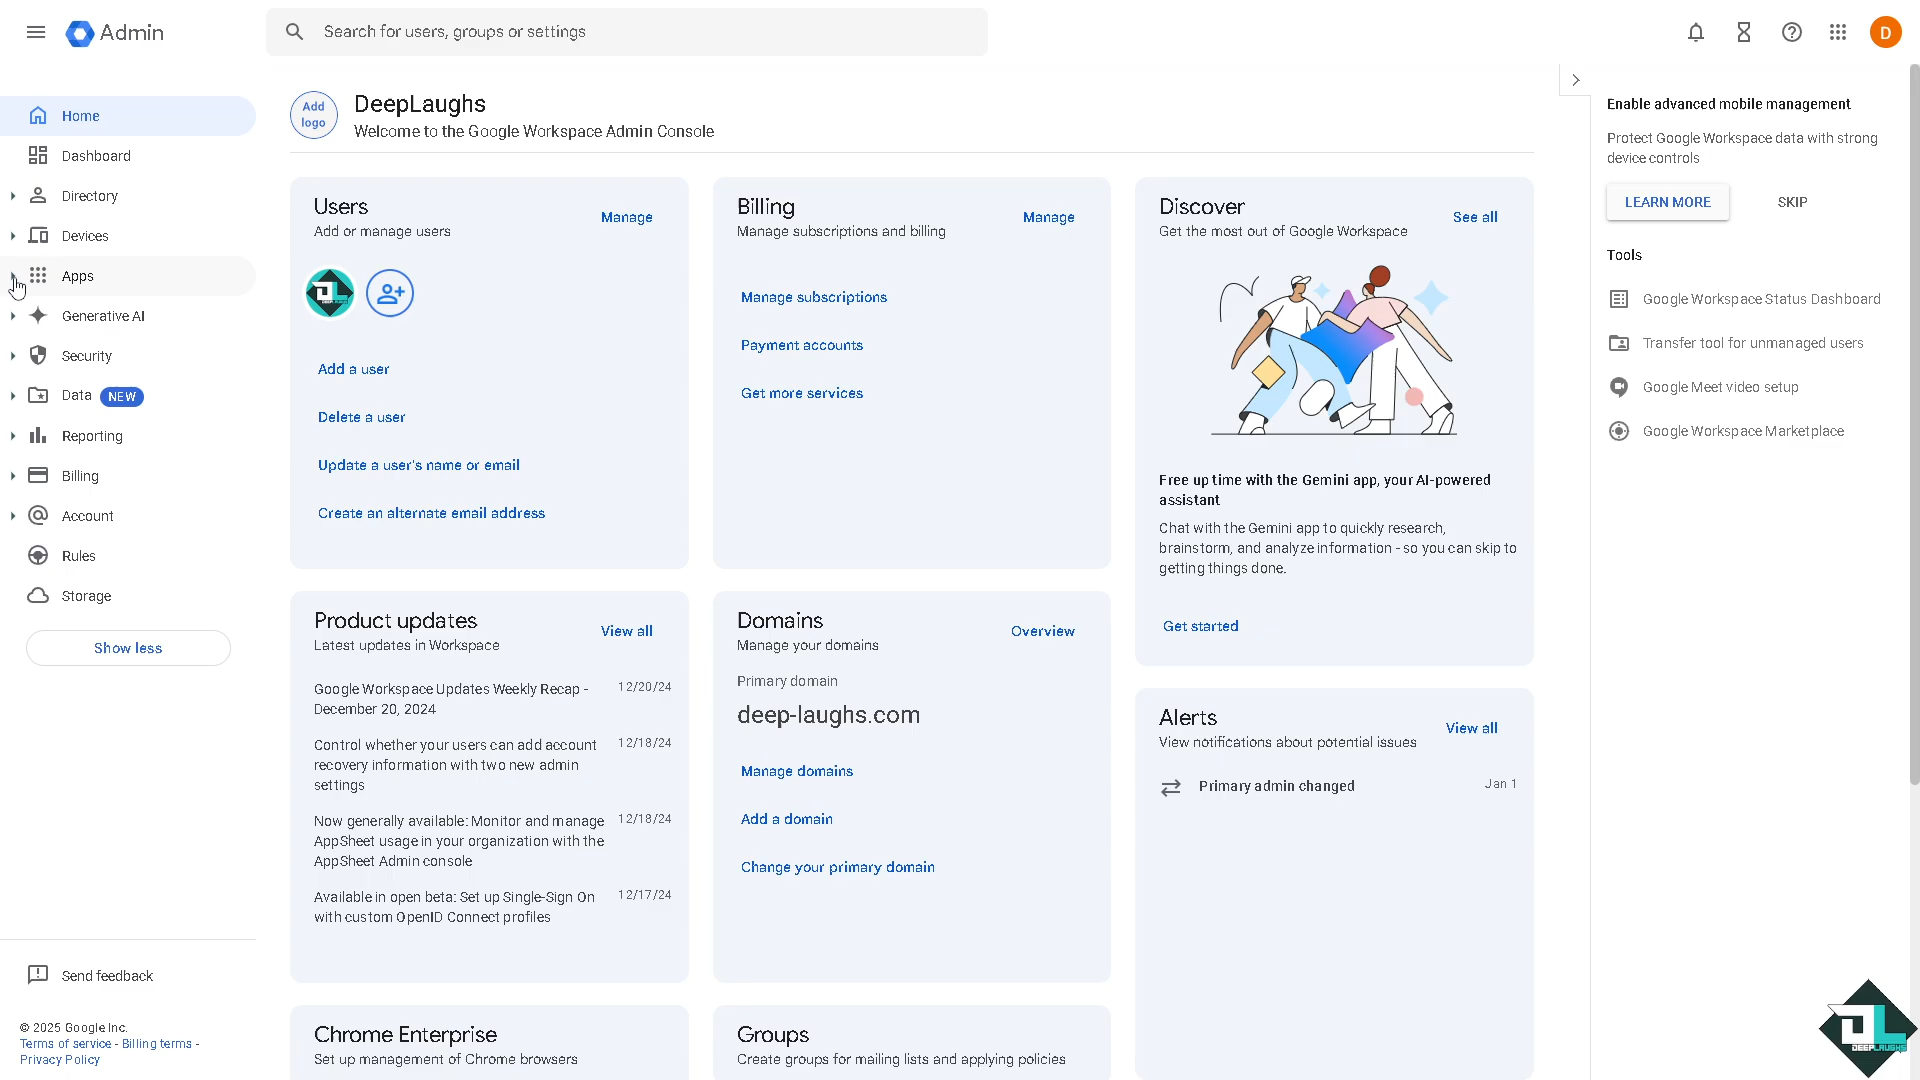 Admin
Search for users, groups or settings
D
Home
Dashboard
Directory
Devices
Apps
Generative AI
Security
Data NEW
Reporting
Billing
Account
Rules
Storage
Show less
Send feedback
© 2025 Google Inc.
Terms of service - Billing terms -
Privacy Policy
Add
logo
DeepLaughs
Welcome to the Google Workspace Admin Console
Users
Add or manage users
Manage
Add a user
Delete a user
Update a user's name or email
Create an alternate email address
Billing
Manage subscriptions and billing
Manage
Manage subscriptions
Payment accounts
Get more services
Discover
Get the most out of Google Workspace
See all
Free up time with the Gemini app, your AI-powered
assistant
Chat with the Gemini app to quickly research,
brainstorm, and analyze information - so you can skip to
getting things done.
Get started
Product updates
Latest updates in Workspace
View all
Google Workspace Updates Weekly Recap - 12/20/24
December 20, 2024
Control whether your users can add account 12/18/24
recovery information with two new admin
settings
Now generally available: Monitor and manage 12/18/24
AppSheet usage in your organization with the
AppSheet Admin console
Available in open beta: Set up Single-Sign On 12/17/24
with custom OpenID Connect profiles
Domains
Manage your domains
Overview
Primary domain
deep-laughs.com
Manage domains
Add a domain
Change your primary domain
Alerts
View notifications about potential issues
View all
Primary admin changed Jan 1
Chrome Enterprise
Set up management of Chrome browsers
Groups
Create groups for mailing lists and applying policies
Enable advanced mobile management
Protect Google Workspace data with strong
device controls
LEARN MORE SKIP
Tools
Google Workspace Status Dashboard
Transfer tool for unmanaged users
Google Meet video setup
Google Workspace Marketplace
DL
DEEPLAUGHS